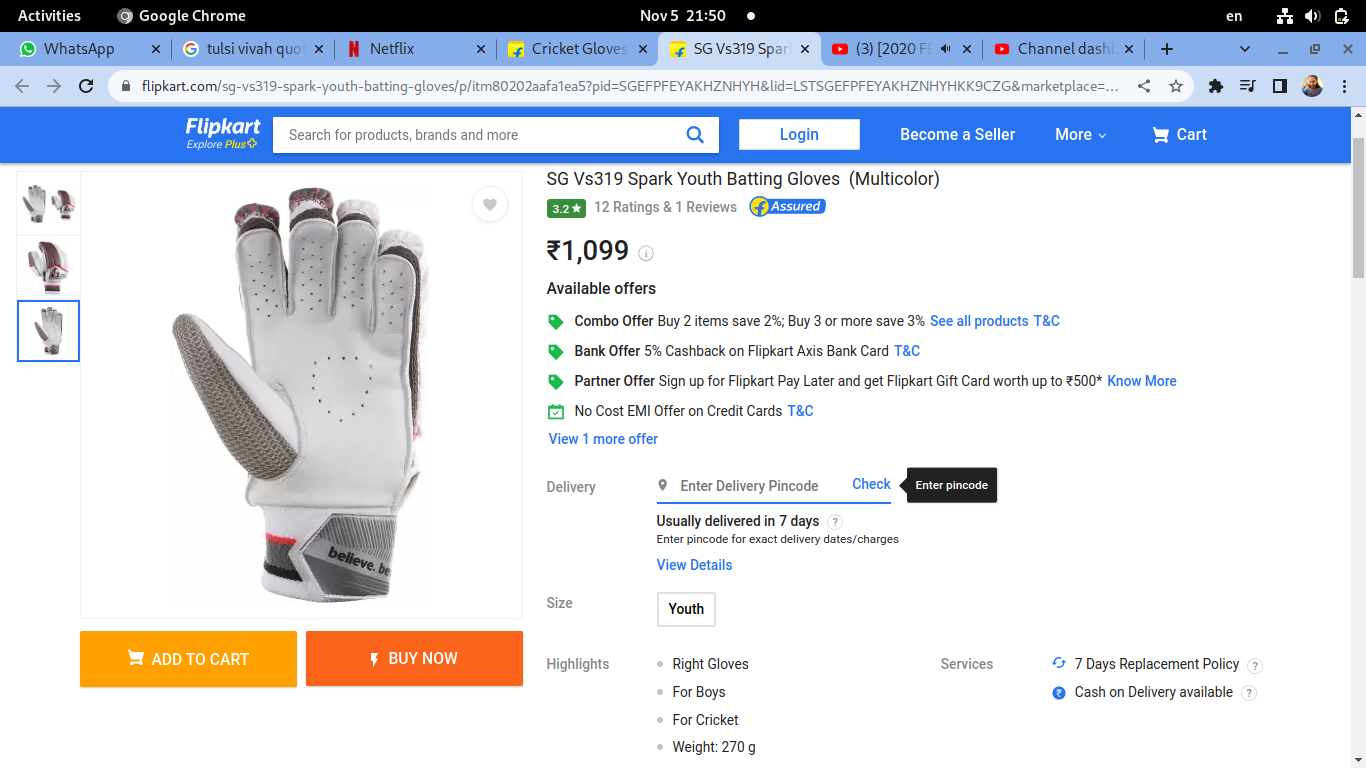 Activities Google Chrome Nov 5 21:50 en
WhatsApp tulsi vivah quo Netflix Cricket Gloves SG Vs319 Spar (3) [2020 F Channel dash
flipkart.com/sg-vs319-spark-youth-batting-gloves/p/itm80202aafa1ea5?pid=SGEFPFEYAKHZNHYH&lid=LSTSGEFPFEYAKHZNHYHKK9CZG&marketplace=...
Flipkart
Explore Plus
Search for products, brands and more
Login
Become a Seller
More
Cart
SG Vs319 Spark Youth Batting Gloves (Multicolor)
3.2★ 12 Ratings & 1 Reviews Assured
₹1,099
Available offers
Combo Offer Buy 2 items save 2%; Buy 3 or more save 3% See all products T&C
Bank Offer 5% Cashback on Flipkart Axis Bank Card T&C
Partner Offer Sign up for Flipkart Pay Later and get Flipkart Gift Card worth up to ₹500* Know More
No Cost EMI Offer on Credit Cards T&C
View 1 more offer
Delivery Enter Delivery Pincode Check Enter pincode
Usually delivered in 7 days ?
Enter pincode for exact delivery dates/charges
View Details
believe. be
Size Youth
ADD TO CART
BUY NOW
Highlights
Right Gloves
For Boys
For Cricket
Weight: 270 g
Services
7 Days Replacement Policy ?
Cash on Delivery available ?